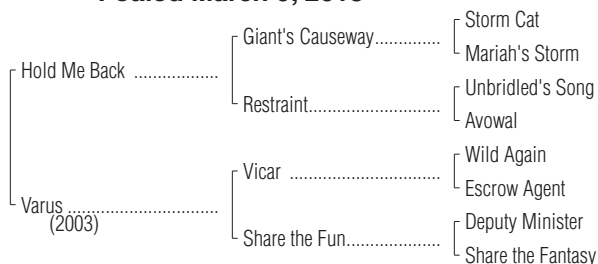 Storm Cat
Giant's Causeway
Mariah's Storm
Hold Me Back
Unbridled's Song
Restraint
Avowal
Wild Again
Vicar
Escrow Agent
Varus
(2003)
Deputy Minister
Share the Fun
Share the Fantasy